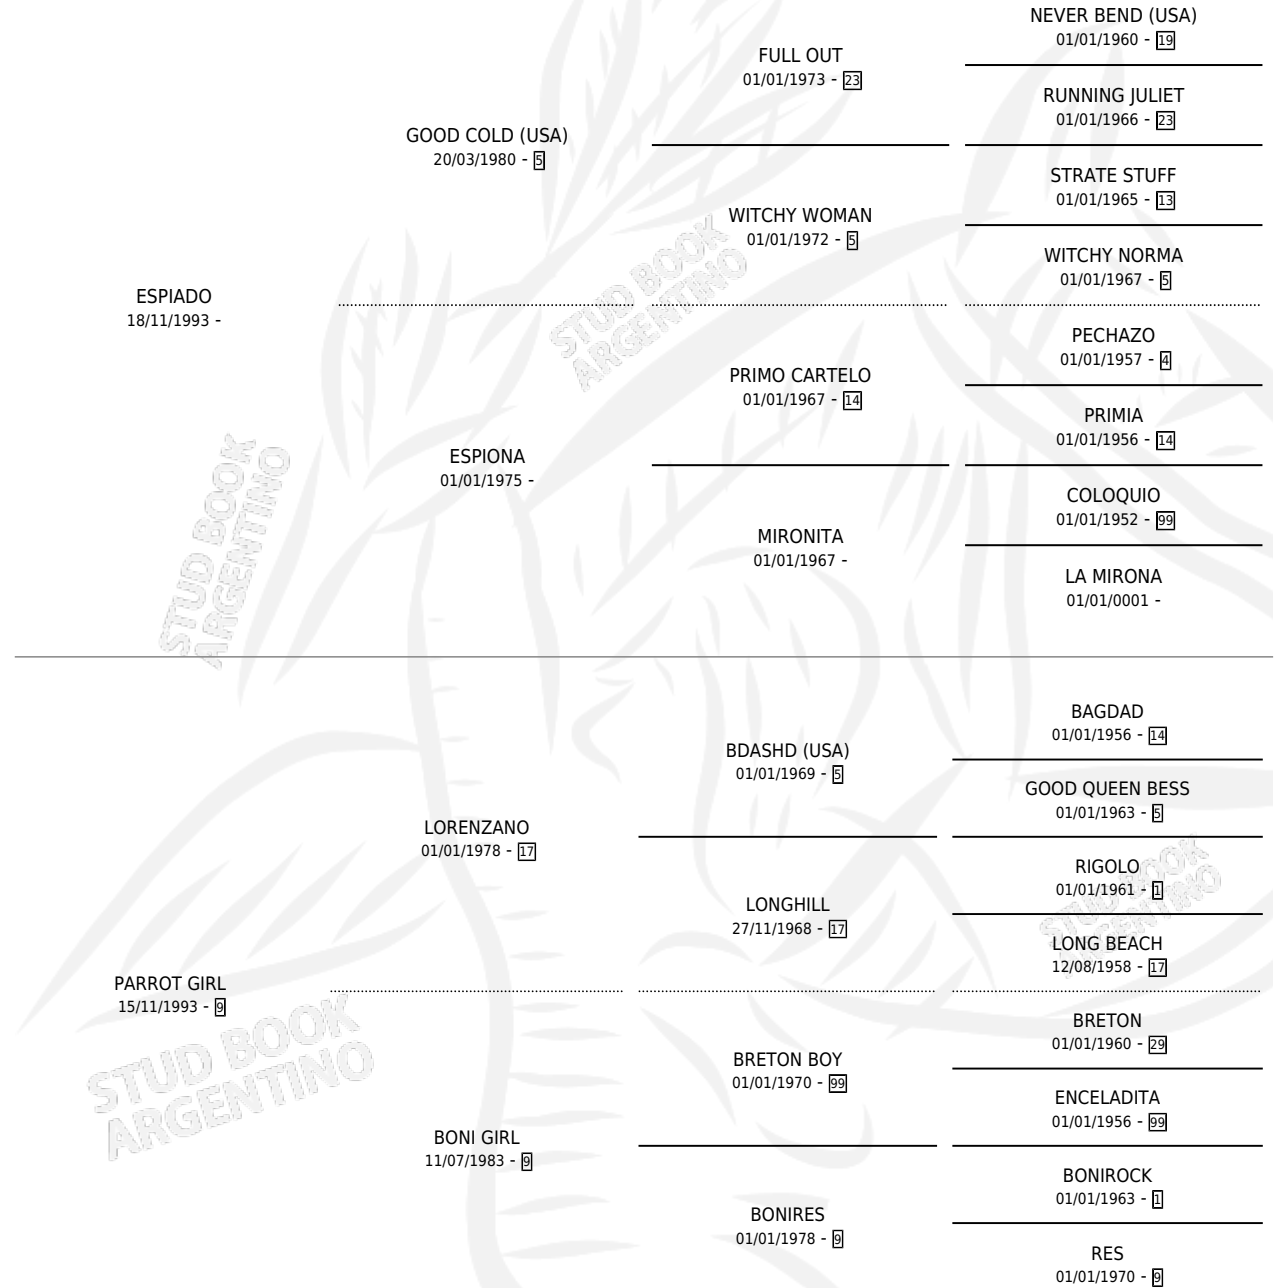 NEVER BEND (USA)
01/01/1960 - 19
FULL OUT
01/01/1973 - 23
RUNNING JULIET
01/01/1966 - 23
GOOD COLD (USA)
20/03/1980 - 5
STRATE STUFF
01/01/1965 - 13
WITCHY WOMAN
01/01/1972 - 5
WITCHY NORMA
01/01/1967 - 5
ESPIADO
18/11/1993 -
STUD BOOK
ARGENTINO
PECHAZO
01/01/1957 - 4
PRIMO CARTELO
01/01/1967 - 14
PRIMIA
01/01/1956 - 14
ESPIONA
01/01/1975 -
COLOQUIO
01/01/1952 - 99
MIRONITA
01/01/1967 -
LA MIRONA
01/01/0001 -
STUD BOOK
ARGENTINO
BAGDAD
01/01/1956 - 14
BDASHD (USA)
01/01/1969 - 5
GOOD QUEEN BESS
01/01/1963 - 5
LORENZANO
01/01/1978 - 17
RIGOLO
01/01/1961 - 1
LONGHILL
27/11/1968 - 17
LONG BEACH
12/08/1958 - 17
STUD BOOK
ARGENTINO
PARROT GIRL
15/11/1993 - 9
BRETON
01/01/1960 - 29
BRETON BOY
01/01/1970 - 99
ENCELADITA
01/01/1956 - 99
STUD BOOK
ARGENTINO
BONI GIRL
11/07/1983 - 9
BONIROCK
01/01/1963 - 1
BONIRES
01/01/1978 - 9
RES
01/01/1970 - 9